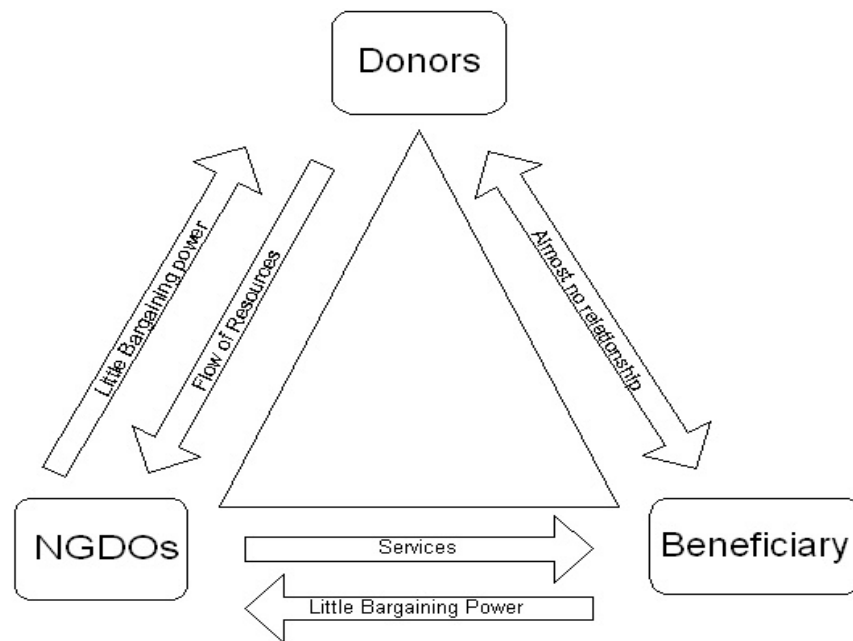 Donors
Little Bargaining power
Flow of Resources
Almost no relationship
NGDOs
Services
Beneficiary
Little Bargaining Power